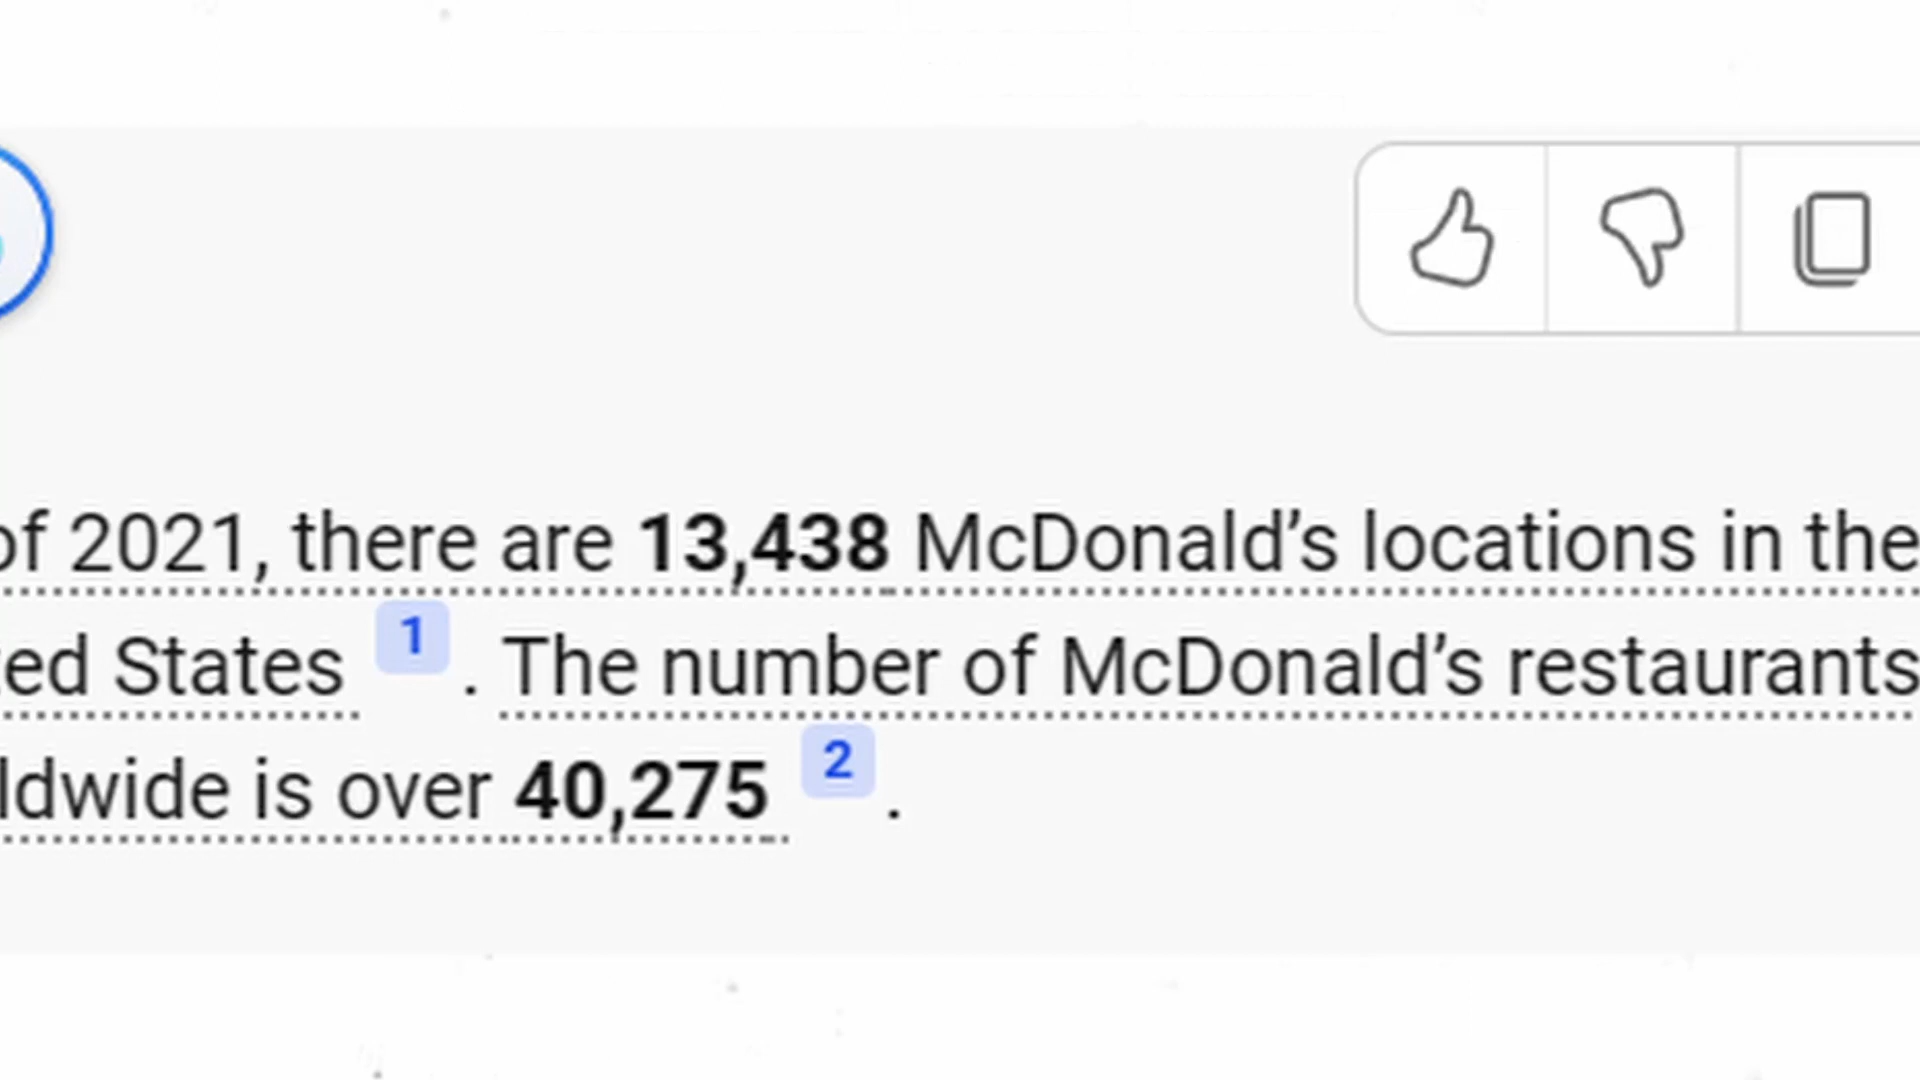 of 2021, there are 13,438 McDonald’s locations in the
ed States 1 . The number of McDonald’s restaurants
ldwide is over 40,275 2 .